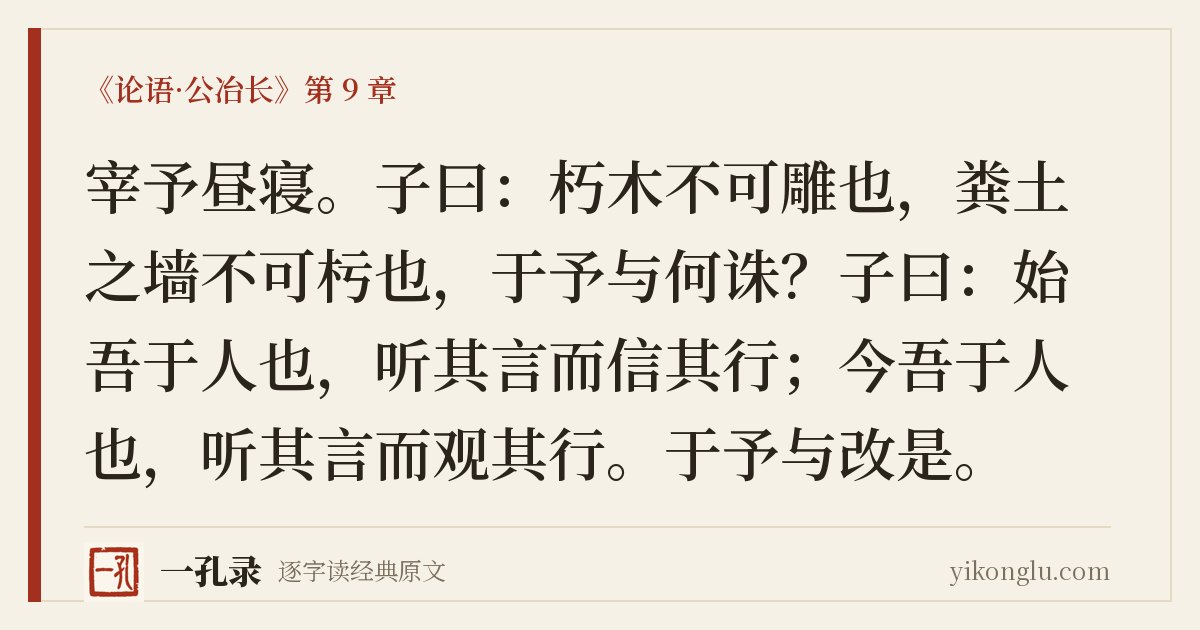 《论语·公冶长》第 9 章
宰予昼寝。子曰：朽木不可雕也，粪土
之墙不可杇也，于予与何诛？子曰：始
吾于人也，听其言而信其行；今吾于人
也，听其言而观其行。于予与改是。
一孔
一孔录 逐字读经典原文 yikonglu.com